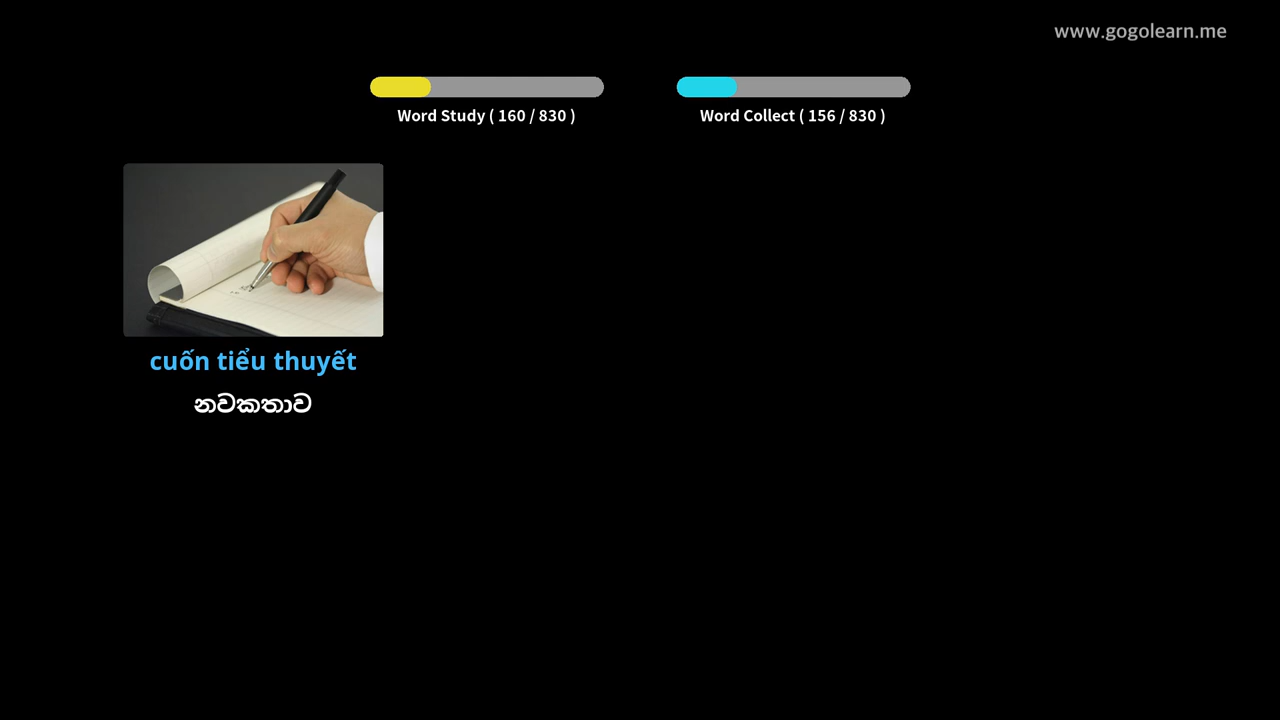 www.gogolearn.me
Word Study ( 160 / 830 )
Word Collect ( 156 / 830 )
cuốn tiểu thuyết
නවකතාව